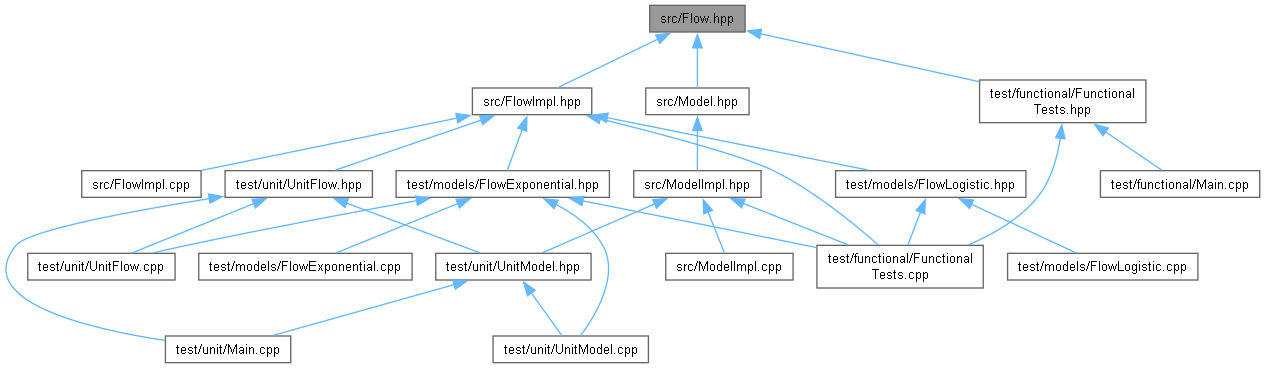 src/Flow.hpp
src/FlowImpl.hpp
src/Model.hpp
test/functional/Functional
Tests.hpp
src/FlowImpl.cpp
test/unit/UnitFlow.hpp
test/models/FlowExponential.hpp
src/ModelImpl.hpp
test/models/FlowLogistic.hpp
test/functional/Main.cpp
test/unit/UnitFlow.cpp
test/models/FlowExponential.cpp
test/unit/UnitModel.hpp
src/ModelImpl.cpp
test/functional/Functional
Tests.cpp
test/models/FlowLogistic.cpp
test/unit/Main.cpp
test/unit/UnitModel.cpp